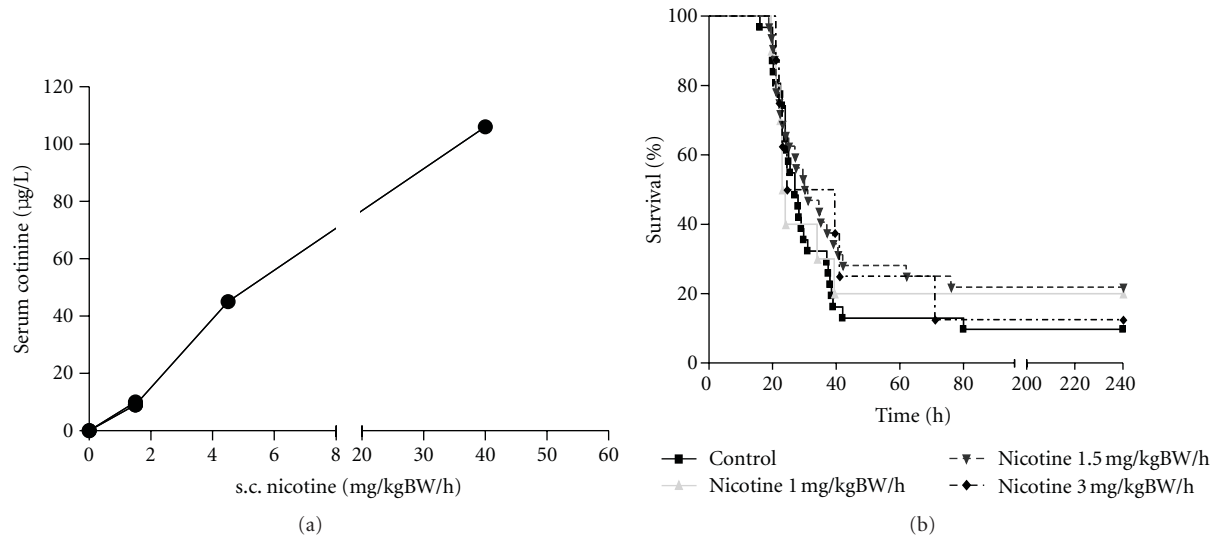 120
100
80
60
40
20
0
Serum cotinine (µg/L)
0 2 4 6 8 20 30 40 50 60
s.c. nicotine (mg/kgBW/h)
(a)
100
80
60
40
20
0
Survival (%)
0 20 40 60 80 200 220 240
Time (h)
Control
Nicotine 1 mg/kgBW/h
Nicotine 1.5 mg/kgBW/h
Nicotine 3 mg/kgBW/h
(b)